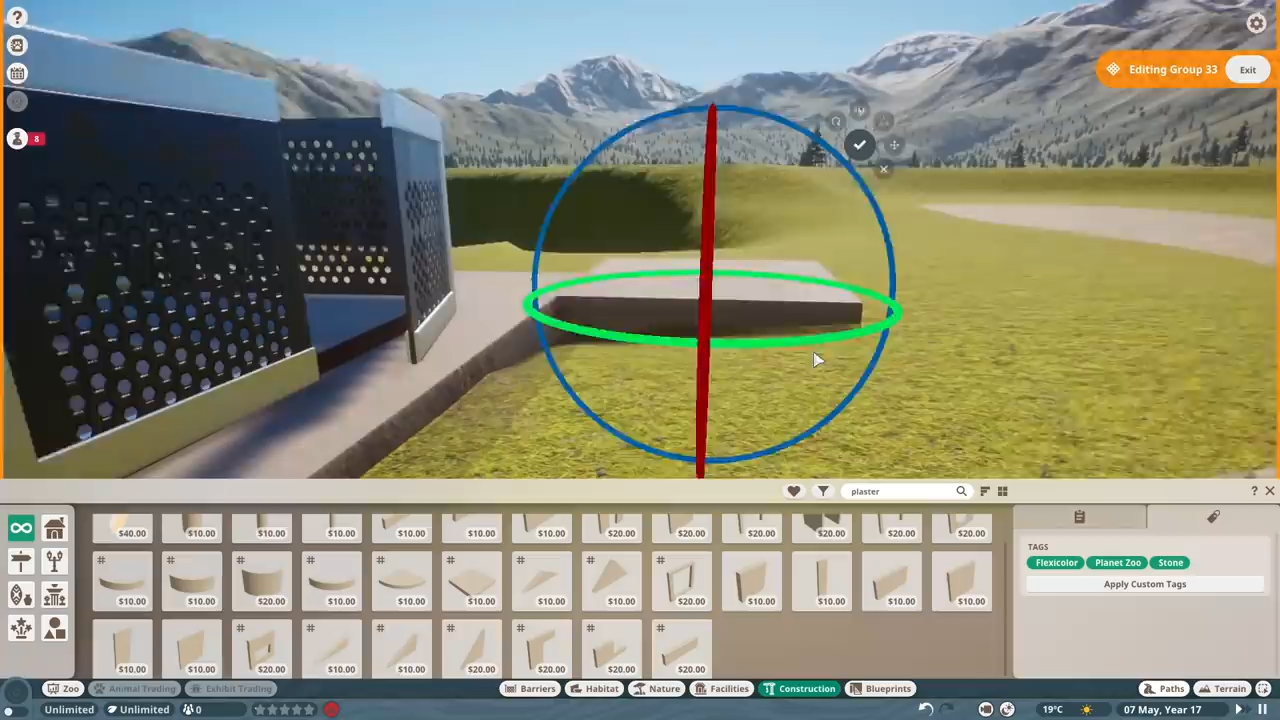 ?
Editing Group 33 Exit
8
plaster
? ×
$40.00 $10.00 $10.00 $10.00 $10.00 $10.00 $10.00 $20.00 $20.00 $20.00 $20.00 $20.00 $20.00
# $10.00 # $10.00 # $20.00 # $10.00 # $10.00 # $10.00 # $10.00 # $10.00 # $20.00 $10.00 $10.00 $10.00 $10.00
$10.00 $10.00 # $20.00 # $10.00 # $10.00 # $10.00 # $20.00 # $20.00 # $20.00
TAGS
Flexicolor Planet Zoo Stone
Apply Custom Tags
Zoo Animal Trading Exhibit Trading Barriers Habitat Nature Facilities Construction Blueprints Paths Terrain
Unlimited Unlimited 0 19°C 07 May, Year 17